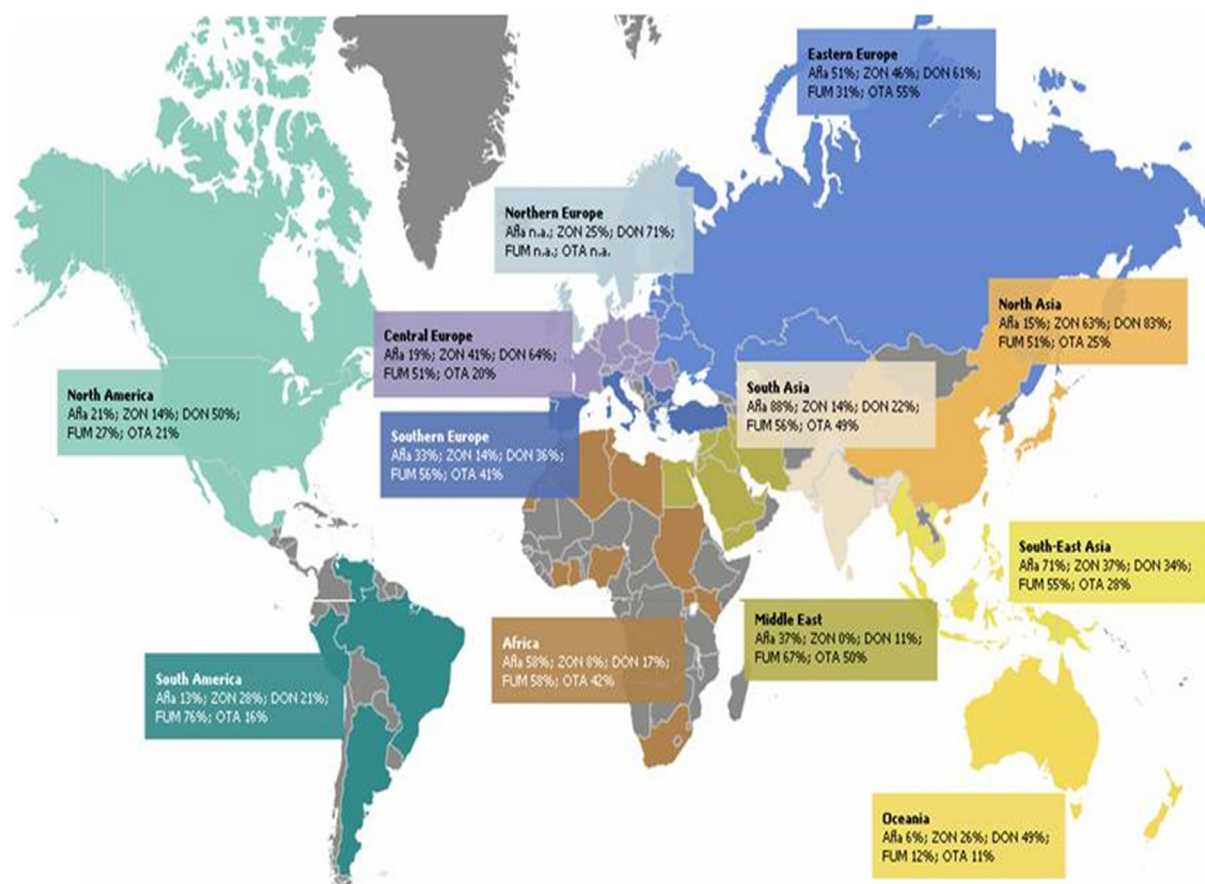 Eastern Europe
Afla 51%; ZON 46%; DON 61%;
FUM 31%; OTA 55%
Northern Europe
Afla n.a.; ZON 25%; DON 71%;
FUM n.a.; OTA n.a.
North Asia
Afla 15%; ZON 63%; DON 83%;
FUM 51%; OTA 25%
Central Europe
Afla 19%; ZON 41%; DON 64%;
FUM 51%; OTA 20%
South Asia
Afla 88%; ZON 14%; DON 22%;
FUM 56%; OTA 49%
North America
Afla 21%; ZON 14%; DON 50%;
FUM 27%; OTA 21%
Southern Europe
Afla 33%; ZON 14%; DON 36%;
FUM 56%; OTA 41%
South-East Asia
Afla 71%; ZON 37%; DON 34%;
FUM 55%; OTA 28%
Middle East
Afla 37%; ZON 0%; DON 11%;
FUM 67%; OTA 50%
Africa
Afla 58%; ZON 8%; DON 17%;
FUM 58%; OTA 42%
South America
Afla 13%; ZON 28%; DON 21%;
FUM 76%; OTA 16%
Oceania
Afla 6%; ZON 26%; DON 49%;
FUM 12%; OTA 11%